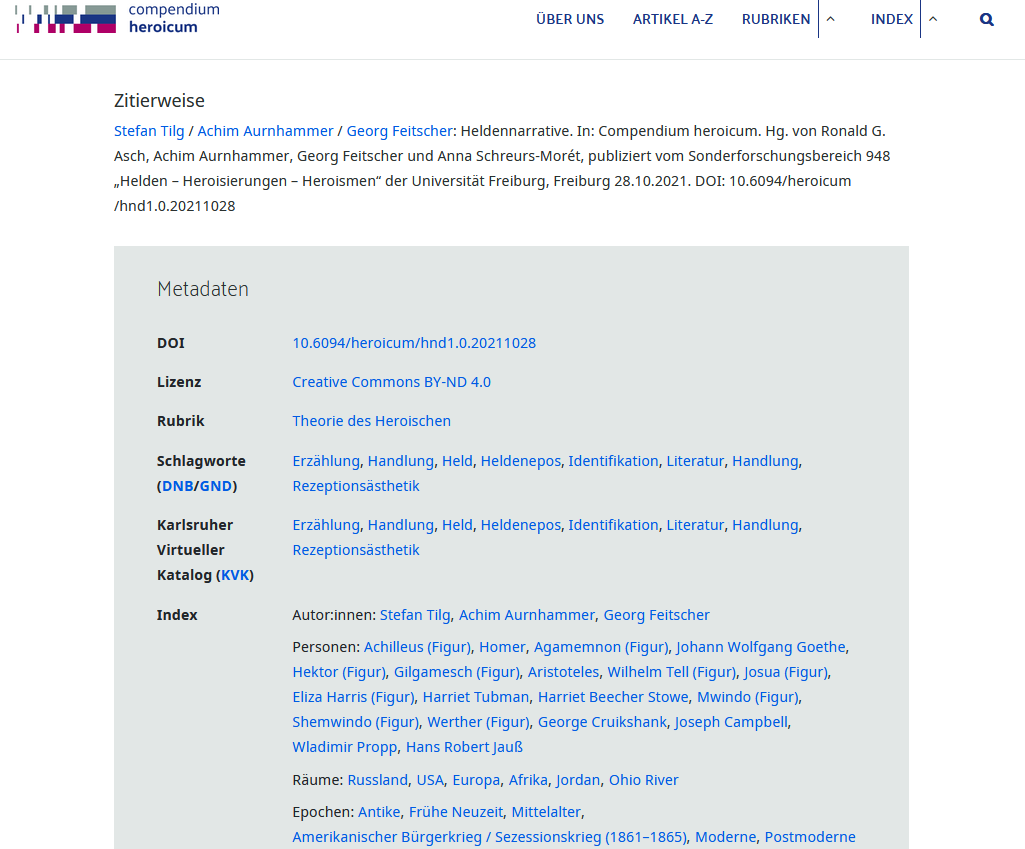 compendium
heroicum
ÜBER UNS ARTIKEL A-Z RUBRIKEN INDEX
Zitierweise
Stefan Tilg / Achim Aurnhammer / Georg Feitscher: Heldennarrative. In: Compendium heroicum. Hg. von Ronald G.
Asch, Achim Aurnhammer, Georg Feitscher und Anna Schreurs-Morét, publiziert vom Sonderforschungsbereich 948
„Helden – Heroisierungen – Heroismen“ der Universität Freiburg, Freiburg 28.10.2021. DOI: 10.6094/heroicum
/hnd1.0.20211028
Metadaten
DOI 10.6094/heroicum/hnd1.0.20211028
Lizenz Creative Commons BY-ND 4.0
Rubrik Theorie des Heroischen
Schlagworte Erzählung, Handlung, Held, Heldenepos, Identifikation, Literatur, Handlung,
(DNB/GND) Rezeptionsästhetik
Karlsruher Erzählung, Handlung, Held, Heldenepos, Identifikation, Literatur, Handlung,
Virtueller Rezeptionsästhetik
Katalog (KVK)
Index Autor:innen: Stefan Tilg, Achim Aurnhammer, Georg Feitscher
Personen: Achilleus (Figur), Homer, Agamemnon (Figur), Johann Wolfgang Goethe,
Hektor (Figur), Gilgamesch (Figur), Aristoteles, Wilhelm Tell (Figur), Josua (Figur),
Eliza Harris (Figur), Harriet Tubman, Harriet Beecher Stowe, Mwindo (Figur),
Shemwindo (Figur), Werther (Figur), George Cruikshank, Joseph Campbell,
Wladimir Propp, Hans Robert Jauß
Räume: Russland, USA, Europa, Afrika, Jordan, Ohio River
Epochen: Antike, Frühe Neuzeit, Mittelalter,
Amerikanischer Bürgerkrieg / Sezessionskrieg (1861–1865), Moderne, Postmoderne